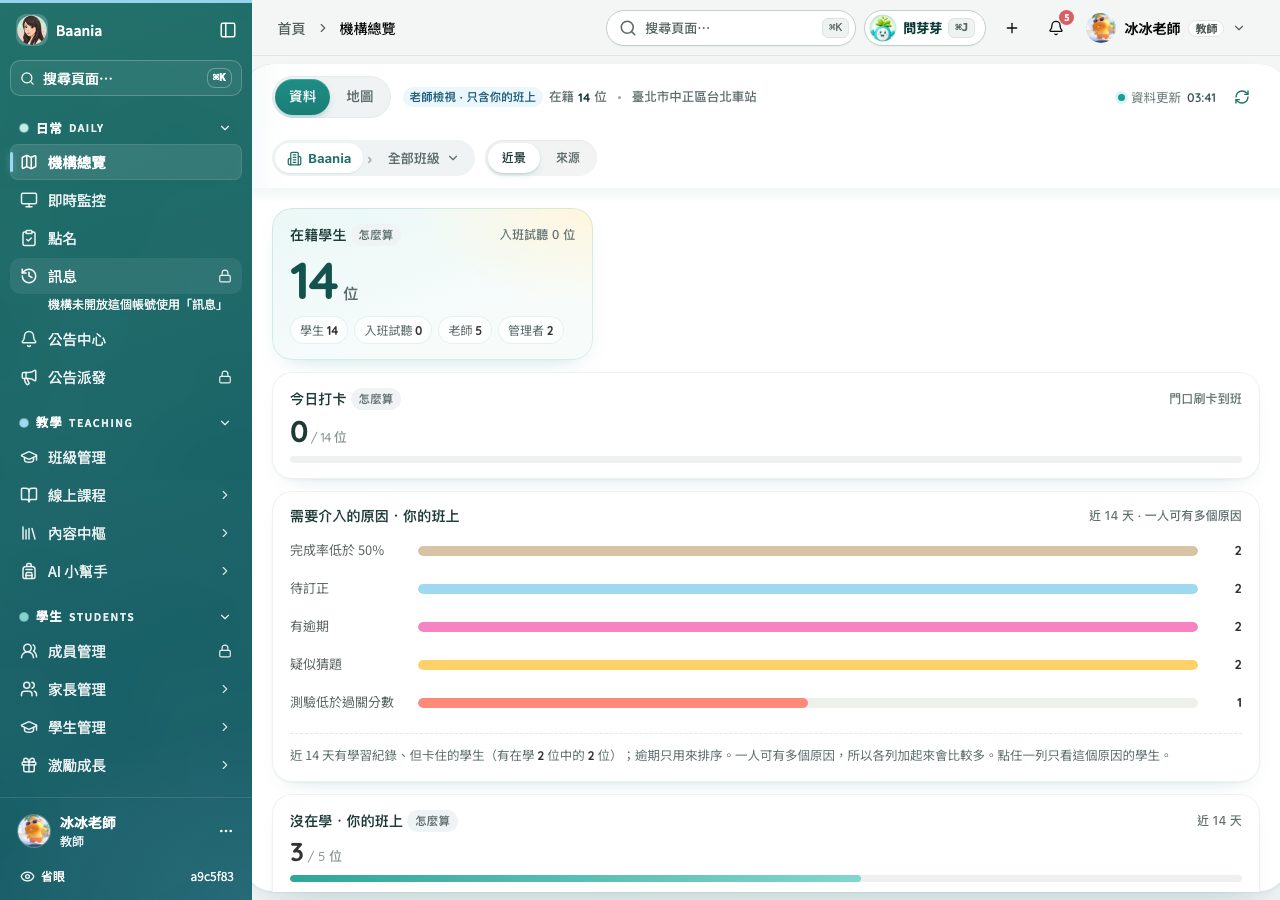 Baania
搜尋頁面… ⌘K
日常 DAILY
機構總覽
即時監控
點名
訊息
機構未開放這個帳號使用「訊息」
公告中心
公告派發
教學 TEACHING
班級管理
線上課程
內容中樞
AI 小幫手
學生 STUDENTS
成員管理
家長管理
學生管理
激勵成長
冰冰老師
教師
省眼 a9c5f83
首頁 機構總覽
搜尋頁面… ⌘K
問芽芽 ⌘J
5
冰冰老師 教師
資料 地圖
老師檢視 · 只含你的班上 在籍 14 位 • 臺北市中正區台北車站
資料更新 03:41
Baania › 全部班級
近景 來源
在籍學生 怎麼算 入班試聽 0 位
14 位
學生 14 入班試聽 0 老師 5 管理者 2
今日打卡 怎麼算 門口刷卡到班
0 / 14 位
需要介入的原因 · 你的班上 近 14 天 · 一人可有多個原因
完成率低於 50% 2
待訂正 2
有逾期 2
疑似猜題 2
測驗低於過關分數 1
近 14 天有學習紀錄、但卡住的學生（有在學 2 位中的 2 位）；逾期只用來排序。一人可有多個原因，所以各列加起來會比較多。點任一列只看這個原因的學生。
沒在學 · 你的班上 怎麼算 近 14 天
3 / 5 位